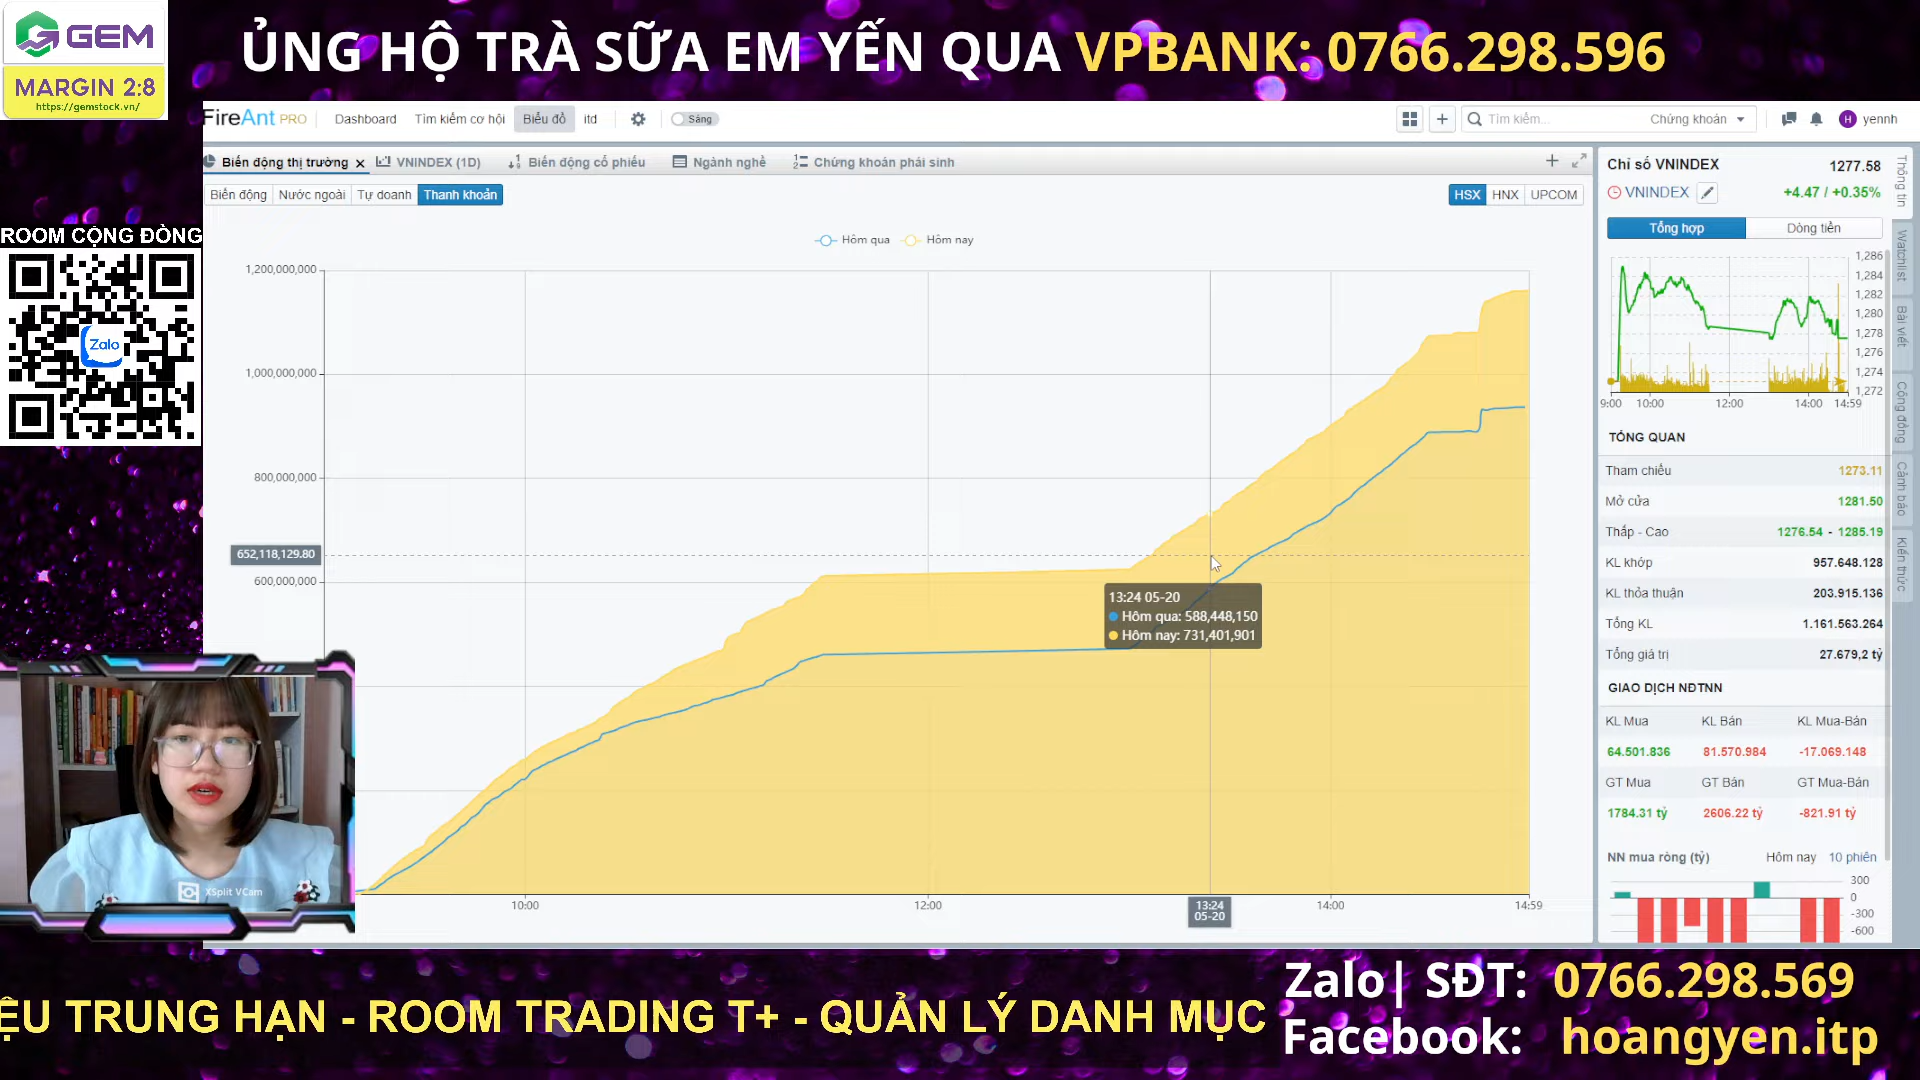 GEM
MARGIN 2:8
https://gemstock.vn/
ỦNG HỘ TRÀ SỮA EM YẾN QUA VPBANK: 0766.298.596
FireAnt PRO
Dashboard
Tìm kiếm cơ hội
Biểu đồ
itd
Sáng
Tìm kiếm...
Chứng khoán
H
yennh
Biến động thị trường
VNINDEX (1D)
Biến động cổ phiếu
Ngành nghề
Chứng khoán phái sinh
Biến động
Nước ngoài
Tự doanh
Thanh khoản
HSX
HNX
UPCOM
ROOM CỘNG ĐỒNG
Zalo
Hôm qua
Hôm nay
1,200,000,000
1,000,000,000
800,000,000
652,118,129.80
600,000,000
13:24 05-20
Hôm qua: 588,448,150
Hôm nay: 731,401,901
10:00
12:00
13:24
05-20
14:00
14:59
XSplit VCam
Chỉ số VNINDEX
1277.58
VNINDEX
+4.47 / +0.35%
Tổng hợp
Dòng tiền
1,286
1,284
1,282
1,280
1,278
1,276
1,274
1,272
9:00
10:00
12:00
14:00
14:59
TỔNG QUAN
Tham chiếu
1273.11
Mở cửa
1281.50
Thấp - Cao
1276.54 - 1285.19
KL khớp
957.648.128
KL thỏa thuận
203.915.136
Tổng KL
1.161.563.264
Tổng giá trị
27.679,2 tỷ
GIAO DỊCH NĐTNN
KL Mua
KL Bán
KL Mua-Bán
64.501.836
81.570.984
-17.069.148
GT Mua
GT Bán
GT Mua-Bán
1784.31 tỷ
2606.22 tỷ
-821.91 tỷ
NN mua ròng (tỷ)
Hôm nay
10 phiên
300
0
-300
-600
Thông tin
Watchlist
Bài viết
Cộng đồng
Cảnh báo
Kiến thức
ỆU TRUNG HẠN - ROOM TRADING T+ - QUẢN LÝ DANH MỤC
Zalo| SĐT: 0766.298.569
Facebook: hoangyen.itp